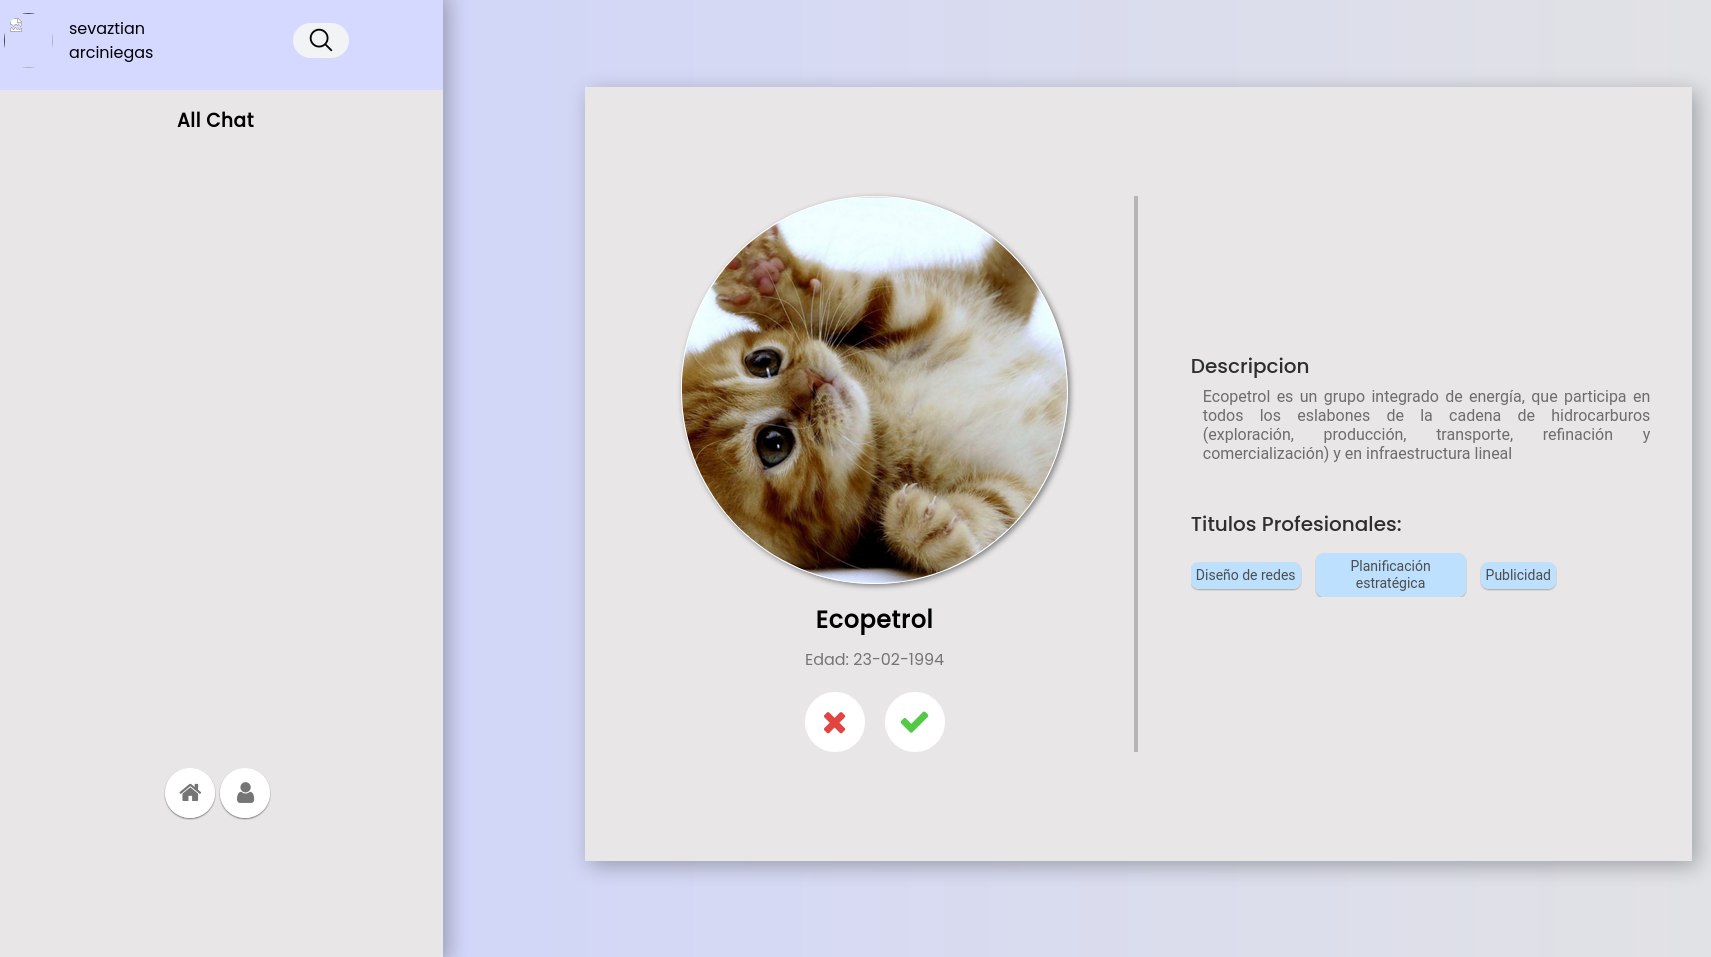 sevaztian
arciniegas
All Chat
Ecopetrol
Edad: 23-02-1994
Descripcion
Ecopetrol es un grupo integrado de energía, que participa en
todos los eslabones de la cadena de hidrocarburos
(exploración, producción, transporte, refinación y
comercialización) y en infraestructura lineal
Titulos Profesionales:
Diseño de redes
Planificación
estratégica
Publicidad